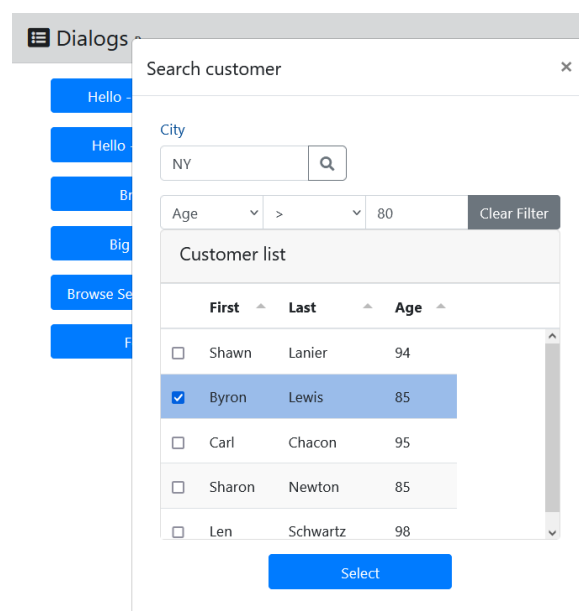 Dialogs
Search customer ×
Hello -
City
Hello
NY
Br
Age > 80 Clear Filter
Big
Customer list
Browse Se
First Last Age
F
Shawn Lanier 94
Byron Lewis 85
Carl Chacon 95
Sharon Newton 85
Len Schwartz 98
Select